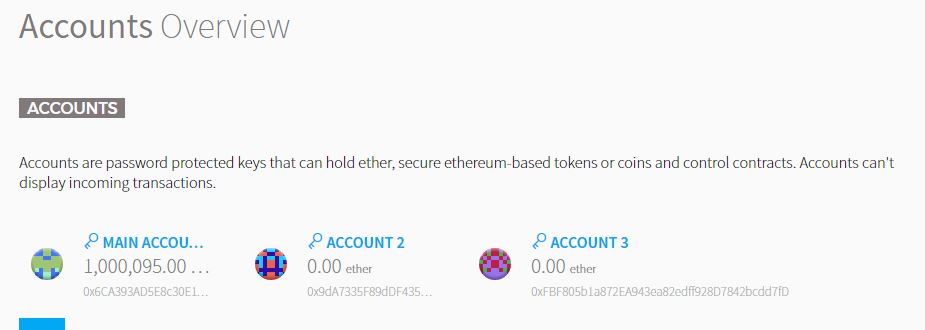 Accounts Overview
ACCOUNTS
Accounts are password protected keys that can hold ether, secure ethereum-based tokens or coins and control contracts. Accounts can't
display incoming transactions.
MAIN ACCOU... ACCOUNT 2 ACCOUNT 3
1,000,095.00 ... 0.00 ether 0.00 ether
0x6CA393AD5E8c30E1... 0x9dA7335F89dDF435... 0xFBF805b1a872EA943ea82edff928D7842bcdd7fD